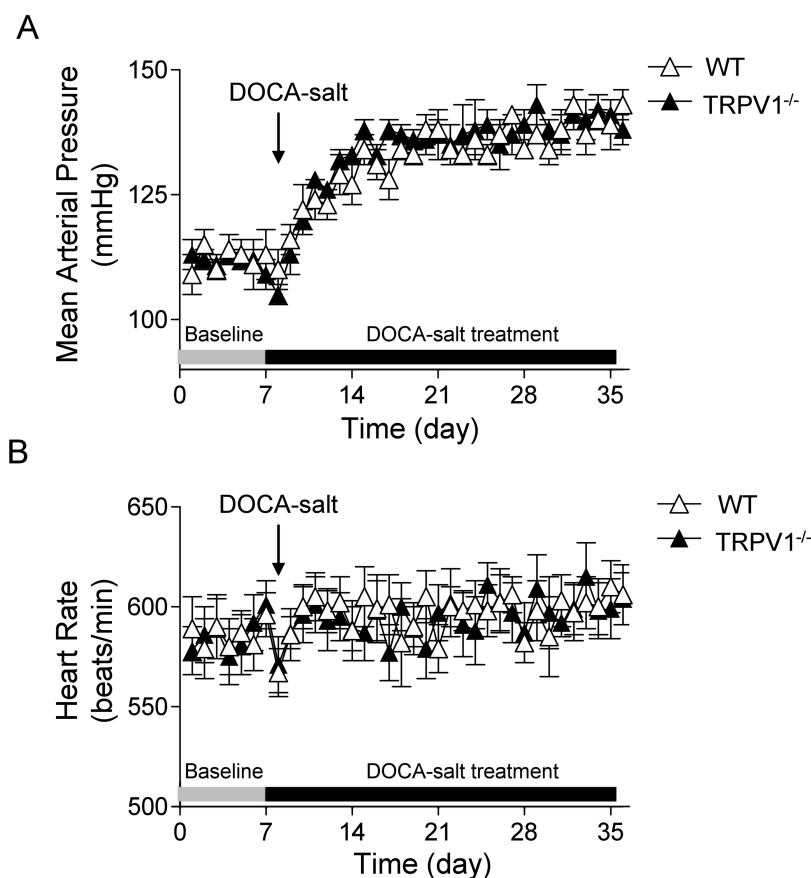 A
150
125
100
Mean Arterial Pressure
(mmHg)
DOCA-salt
WT
TRPV1-/-
Baseline
DOCA-salt treatment
0 7 14 21 28 35
Time (day)
B
650
600
550
500
Heart Rate
(beats/min)
DOCA-salt
WT
TRPV1-/-
Baseline
DOCA-salt treatment
0 7 14 21 28 35
Time (day)